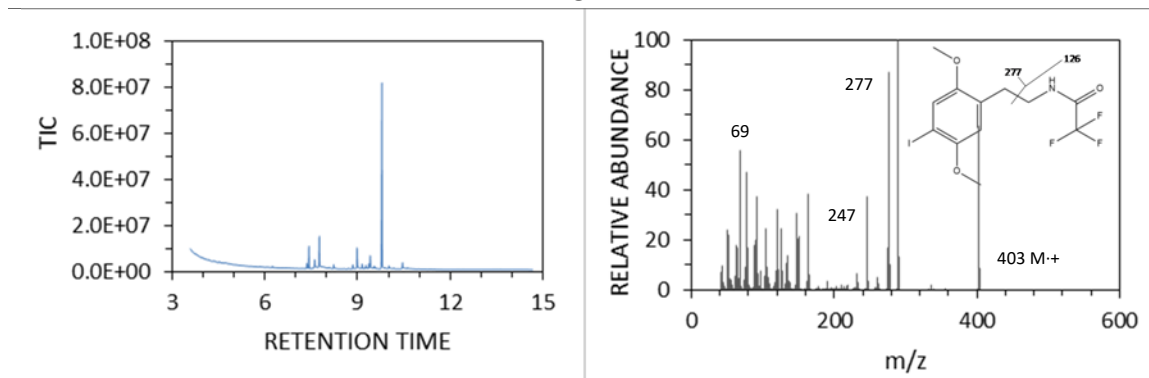 TIC
1.0E+08
8.0E+07
6.0E+07
4.0E+07
2.0E+07
0.0E+00
3
6
9
12
15
RETENTION TIME
RELATIVE ABUNDANCE
100
80
60
40
20
0
0
200
400
600
m/z
69
277
247
403 M·+
277
126
O
H
N
O
F
F
F
I
O